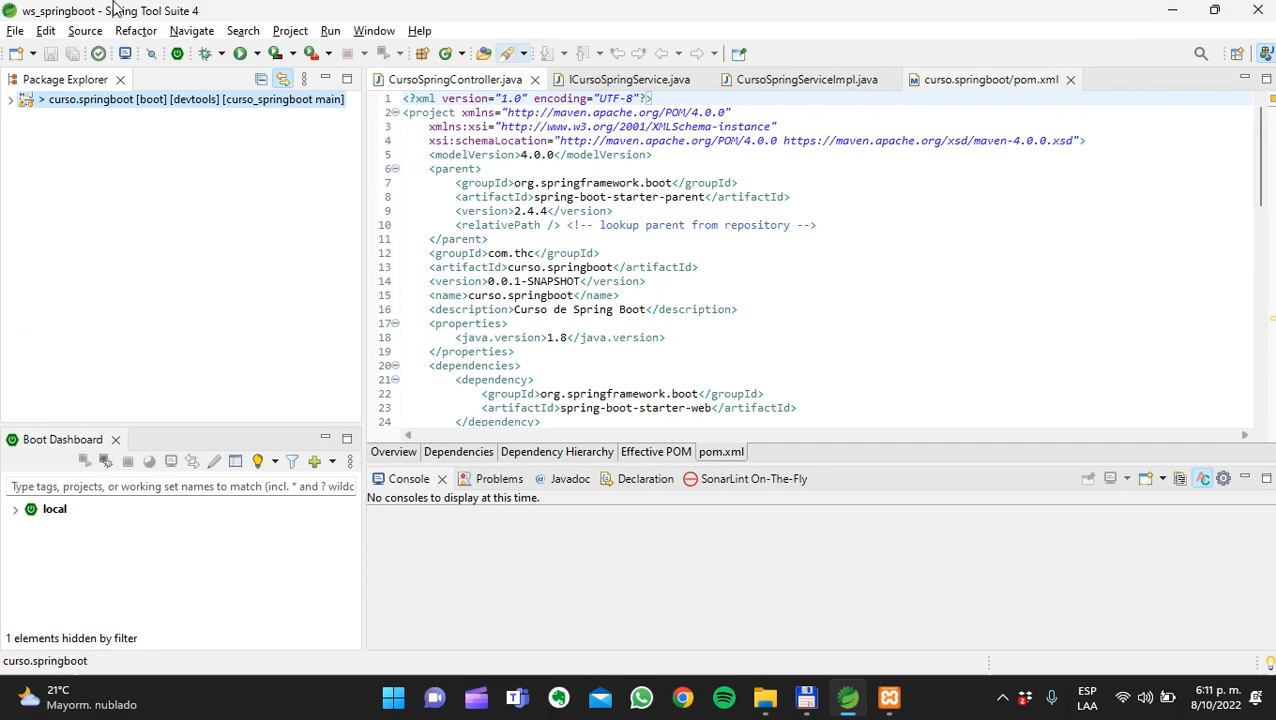 ws_springboot - Spring Tool Suite 4
File Edit Source Refactor Navigate Search Project Run Window Help
Package Explorer
CursoSpringController.java ICursoSpringService.java CursoSpringServiceImpl.java curso.springboot/pom.xml
> curso.springboot [boot] [devtools] [curso_springboot main]
1 <?xml version="1.0" encoding="UTF-8"?>
2 <project xmlns="http://maven.apache.org/POM/4.0.0"
3 xmlns:xsi="http://www.w3.org/2001/XMLSchema-instance"
4 xsi:schemaLocation="http://maven.apache.org/POM/4.0.0 https://maven.apache.org/xsd/maven-4.0.0.xsd">
5 <modelVersion>4.0.0</modelVersion>
6 <parent>
7 <groupId>org.springframework.boot</groupId>
8 <artifactId>spring-boot-starter-parent</artifactId>
9 <version>2.4.4</version>
10 <relativePath /> <!-- lookup parent from repository -->
11 </parent>
12 <groupId>com.thc</groupId>
13 <artifactId>curso.springboot</artifactId>
14 <version>0.0.1-SNAPSHOT</version>
15 <name>curso.springboot</name>
16 <description>Curso de Spring Boot</description>
17 <properties>
18 <java.version>1.8</java.version>
19 </properties>
20 <dependencies>
21 <dependency>
22 <groupId>org.springframework.boot</groupId>
23 <artifactId>spring-boot-starter-web</artifactId>
24 </dependency>
Overview Dependencies Dependency Hierarchy Effective POM pom.xml
Boot Dashboard
Type tags, projects, or working set names to match (incl. * and ? wildc
local
1 elements hidden by filter
Console Problems @ Javadoc Declaration SonarLint On-The-Fly
No consoles to display at this time.
curso.springboot
21°C
Mayorm. nublado
ESP
LAA
6:11 p. m.
8/10/2022